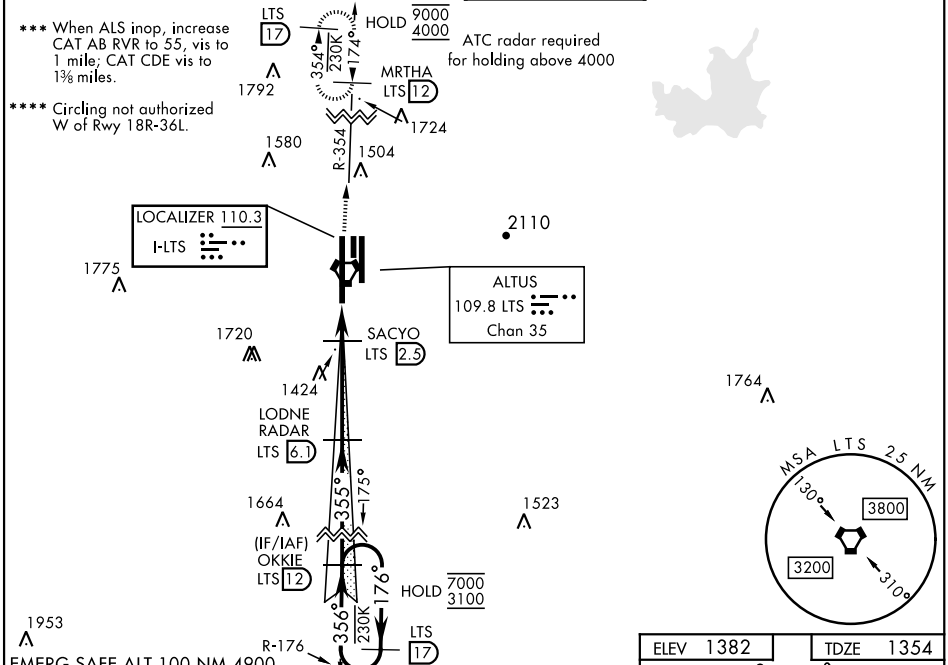 *** When ALS inop, increase
CAT AB RVR to 55, vis to
1 mile; CAT CDE vis to
1⅜ miles.
**** Circling not authorized
W of Rwy 18R-36L.
LTS
17
354°
230K
174°
HOLD 9000
4000
ATC radar required
for holding above 4000
MRTHA
LTS 12
1792
1724
1580
R-354
1504
LOCALIZER 110.3
I-LTS
2110
1775
ALTUS
109.8 LTS
Chan 35
1720
SACYO
LTS 2.5
1424
1764
LODNE
RADAR
LTS 6.1
355°
175°
MSA LTS 25 NM
130°
3800
3200
310°
1664
1523
(IF/IAF)
OKKIE
LTS 12
HOLD 7000
3100
356°
230K
176°
1953
R-176
LTS
17
EMERG SAFE ALT 100 NM 4900
ELEV 1382
TDZE 1354